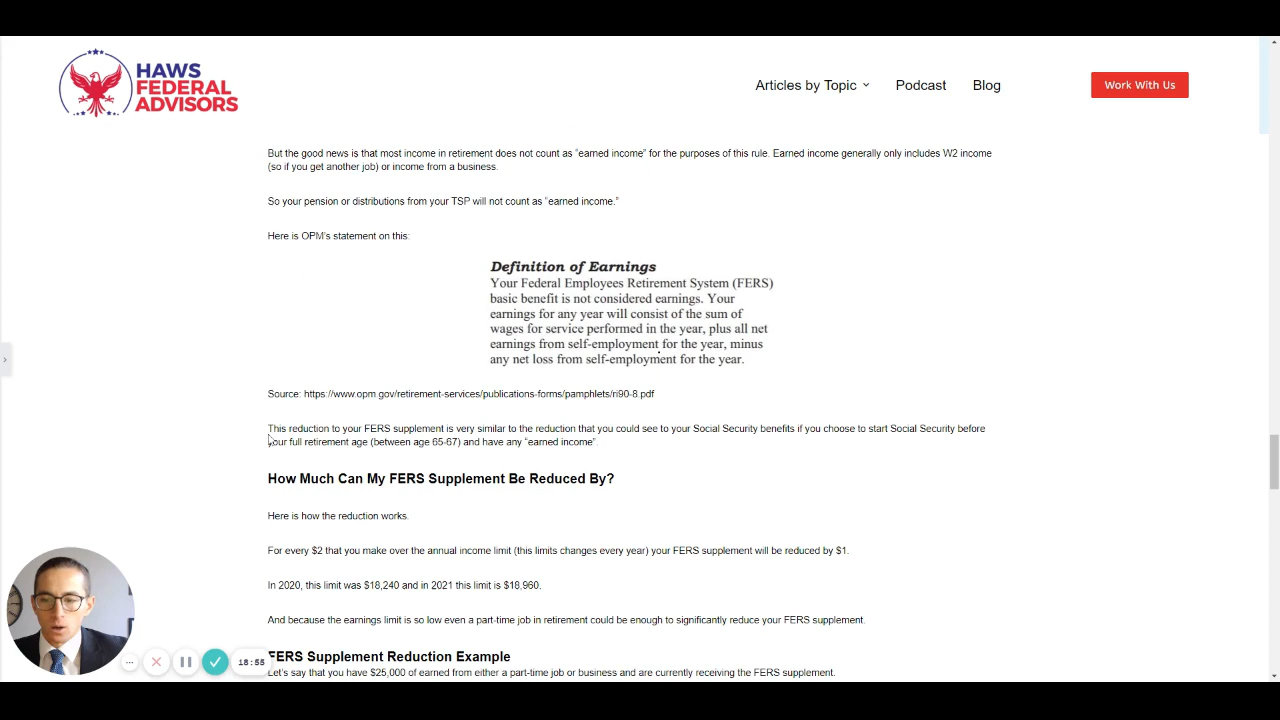 HAWS
FEDERAL
ADVISORS
Articles by Topic
Podcast
Blog
Work With Us
But the good news is that most income in retirement does not count as “earned income” for the purposes of this rule. Earned income generally only includes W2 income
(so if you get another job) or income from a business.
So your pension or distributions from your TSP will not count as “earned income.”
Here is OPM's statement on this:
Definition of Earnings
Your Federal Employees Retirement System (FERS)
basic benefit is not considered earnings. Your
earnings for any year will consist of the sum of
wages for service performed in the year, plus all net
earnings from self-employment for the year, minus
any net loss from self-employment for the year.
Source: https://www.opm.gov/retirement-services/publications-forms/pamphlets/ri90-8.pdf
This reduction to your FERS supplement is very similar to the reduction that you could see to your Social Security benefits if you choose to start Social Security before
your full retirement age (between age 65-67) and have any “earned income”.
How Much Can My FERS Supplement Be Reduced By?
Here is how the reduction works.
For every $2 that you make over the annual income limit (this limits changes every year) your FERS supplement will be reduced by $1.
In 2020, this limit was $18,240 and in 2021 this limit is $18,960.
And because the earnings limit is so low even a part-time job in retirement could be enough to significantly reduce your FERS supplement.
FERS Supplement Reduction Example
Let's say that you have $25,000 of earned from either a part-time job or business and are currently receiving the FERS supplement.
18:55